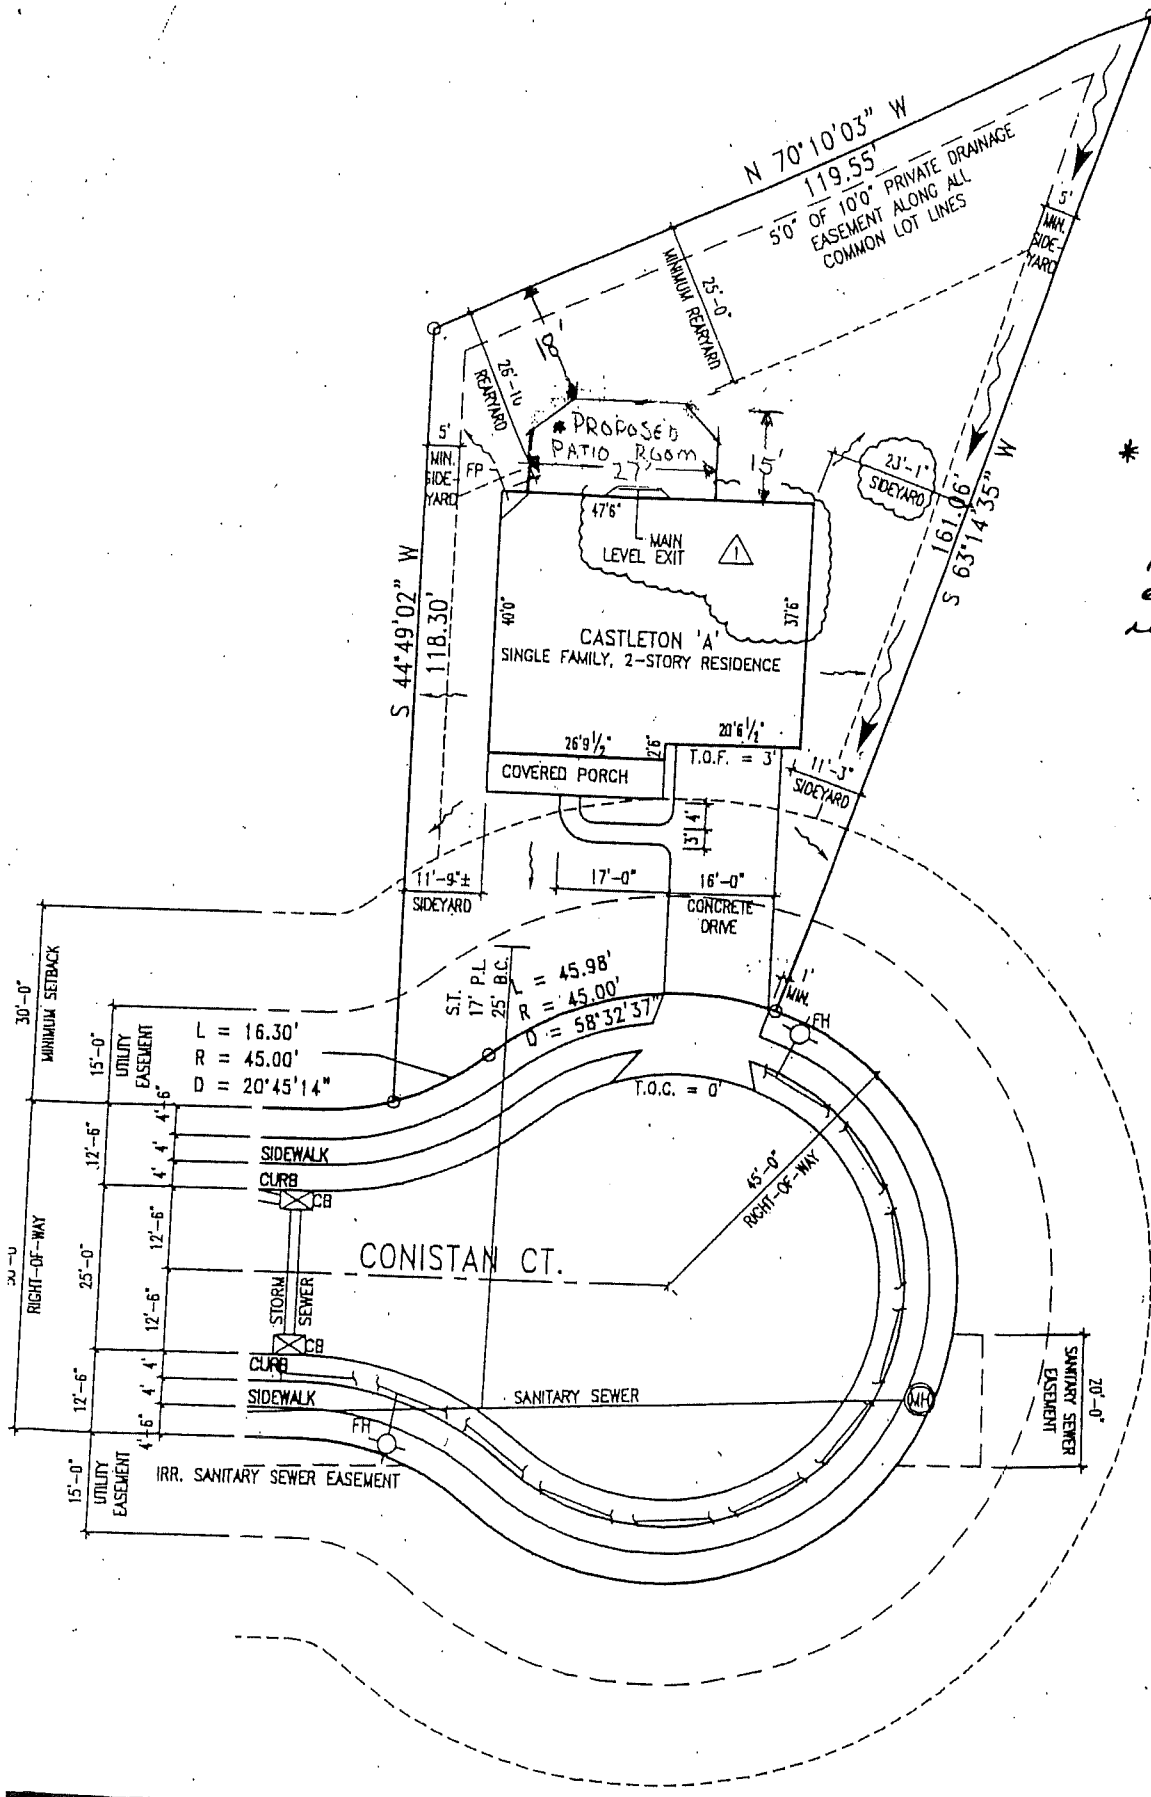 N 70°10'03" W
119.55'
5'0" OF 10'0" PRIVATE DRAINAGE
EASEMENT ALONG ALL
COMMON LOT LINES
5'
MIN.
SIDE-
YARD
25'-0"
MINIMUM REARYARD
18'
26'-10
REARYARD
* PROPOSED
PATIO ROOM
27'
15'
5'
MIN.
SIDE-
YARD
FP
23'-1"
SIDEYARD
161.06'
S 63°14'35" W
*
47'6"
MAIN
LEVEL EXIT
1
S 44°49'02" W
118.30'
40'0"
37'6"
CASTLETON 'A'
SINGLE FAMILY, 2-STORY RESIDENCE
26'9 1/2"
2'6"
20'6 1/2"
T.O.F. = 3'
COVERED PORCH
11'-3"
SIDEYARD
3' 4'
11'-9"±
SIDEYARD
17'-0"
16'-0"
CONCRETE
DRIVE
1'
MIN.
S.T.
17' P.L.
25' B.C.
L = 45.98'
R = 45.00'
D = 58°32'37"
30'-0"
MINIMUM SETBACK
15'-0"
UTILITY
EASEMENT
L = 16.30'
R = 45.00'
D = 20°45'14"
FH
T.O.C. = 0'
4'-6"
12'-6"
4'
4'
SIDEWALK
CURB
CB
45'-0"
RIGHT-OF-WAY
RIGHT-OF-WAY
25'-0"
12'-6"
12'-6"
CONISTAN CT.
STORM
SEWER
CB
CURB
4'
4'
12'-6"
4'-6"
SIDEWALK
SANITARY SEWER
MH
FH
20'-0"
SANITARY SEWER
EASEMENT
15'-0"
UTILITY
EASEMENT
IRR. SANITARY SEWER EASEMENT